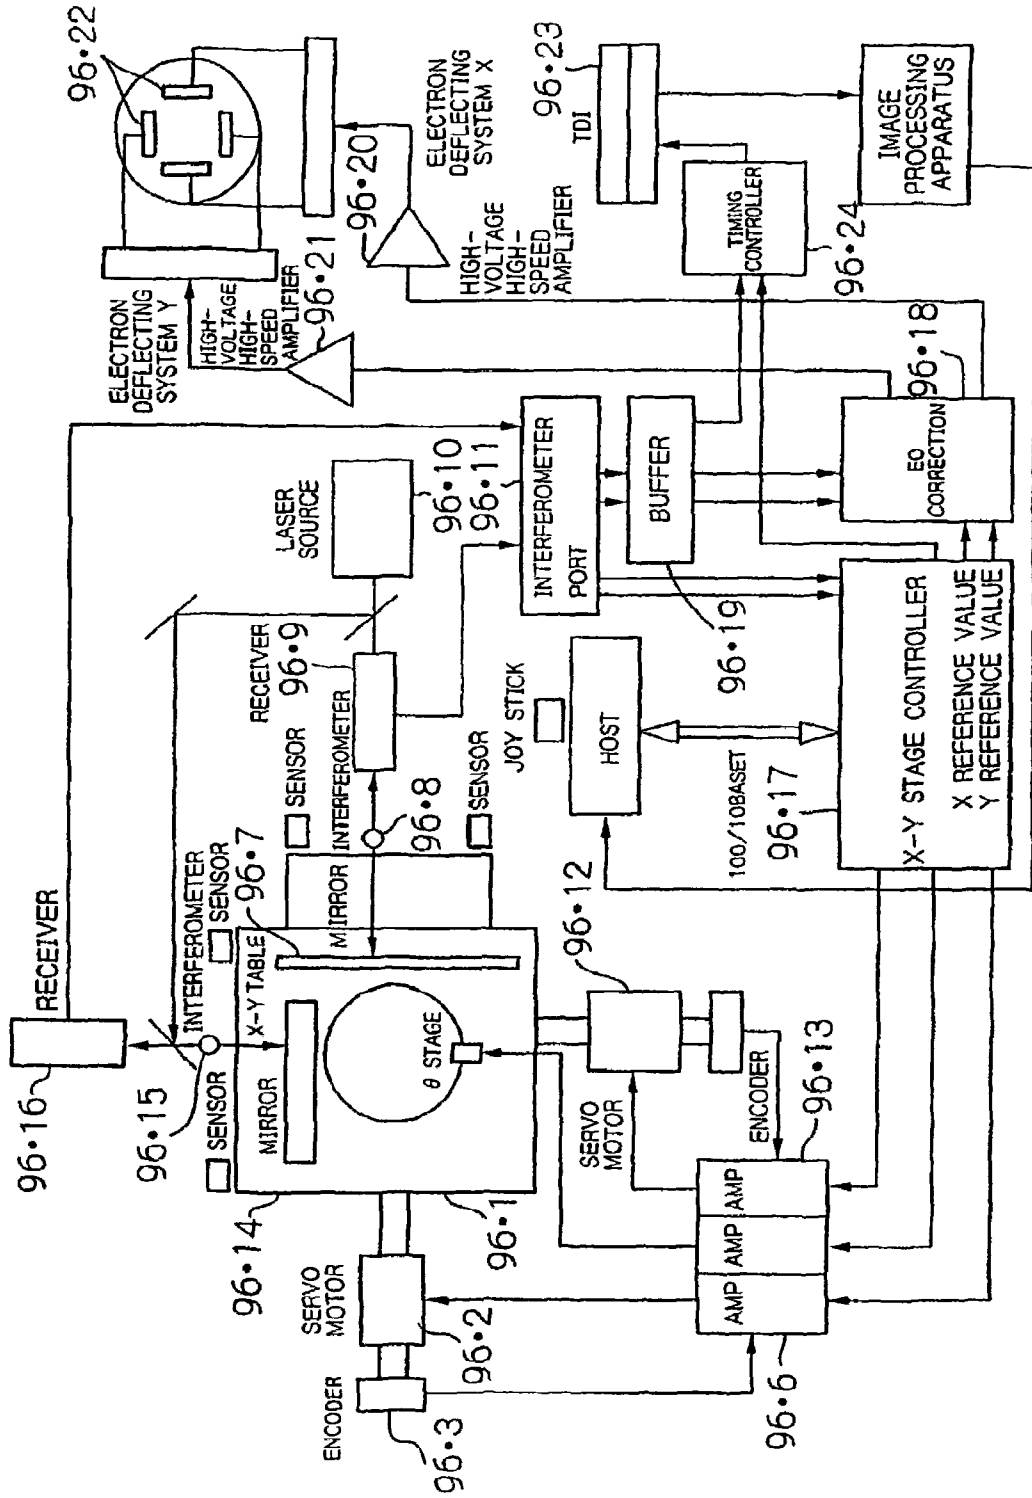 96•16
RECEIVER
96•15
INTERFEROMETER
SENSOR
SENSOR
96•7
96•14
MIRROR
X-Y TABLE
MIRROR
θ STAGE
96•1
SERVO
MOTOR
96•2
ENCODER
96•3
SENSOR
INTERFEROMETER
96•8
SENSOR
RECEIVER
96•9
LASER
SOURCE
96•10
96•11
ELECTRON
DEFLECTING
SYSTEM Y
HIGH-
VOLTAGE
HIGH-
SPEED
AMPLIFIER
96•21
96•22
96•20
ELECTRON
DEFLECTING
SYSTEM X
HIGH-
VOLTAGE
HIGH-
SPEED
AMPLIFIER
INTERFEROMETER
PORT
BUFFER
96•19
JOY STICK
HOST
100/10BASET
96•12
SERVO
MOTOR
ENCODER
96•13
AMP
AMP
AMP
96•6
96•17
X-Y STAGE CONTROLLER
X REFERENCE VALUE
Y REFERENCE VALUE
EO
CORRECTION
96•18
TDI
96•23
TIMING
CONTROLLER
96•24
IMAGE
PROCESSING
APPARATUS